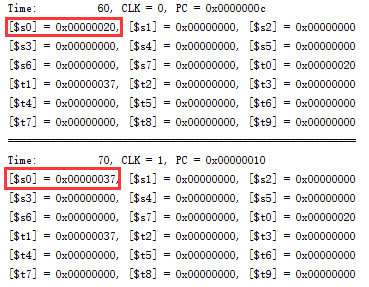 Time:          60, CLK = 0, PC = 0x0000000c
[$s0] = 0x00000020, [$s1] = 0x00000000, [$s2] = 0x00000000
[$s3] = 0x00000000, [$s4] = 0x00000000, [$s5] = 0x00000000
[$s6] = 0x00000000, [$s7] = 0x00000000, [$t0] = 0x00000020
[$t1] = 0x00000037, [$t2] = 0x00000000, [$t3] = 0x00000000
[$t4] = 0x00000000, [$t5] = 0x00000000, [$t6] = 0x00000000
[$t7] = 0x00000000, [$t8] = 0x00000000, [$t9] = 0x00000000
Time:          70, CLK = 1, PC = 0x00000010
[$s0] = 0x00000037, [$s1] = 0x00000000, [$s2] = 0x00000000
[$s3] = 0x00000000, [$s4] = 0x00000000, [$s5] = 0x00000000
[$s6] = 0x00000000, [$s7] = 0x00000000, [$t0] = 0x00000020
[$t1] = 0x00000037, [$t2] = 0x00000000, [$t3] = 0x00000000
[$t4] = 0x00000000, [$t5] = 0x00000000, [$t6] = 0x00000000
[$t7] = 0x00000000, [$t8] = 0x00000000, [$t9] = 0x00000000